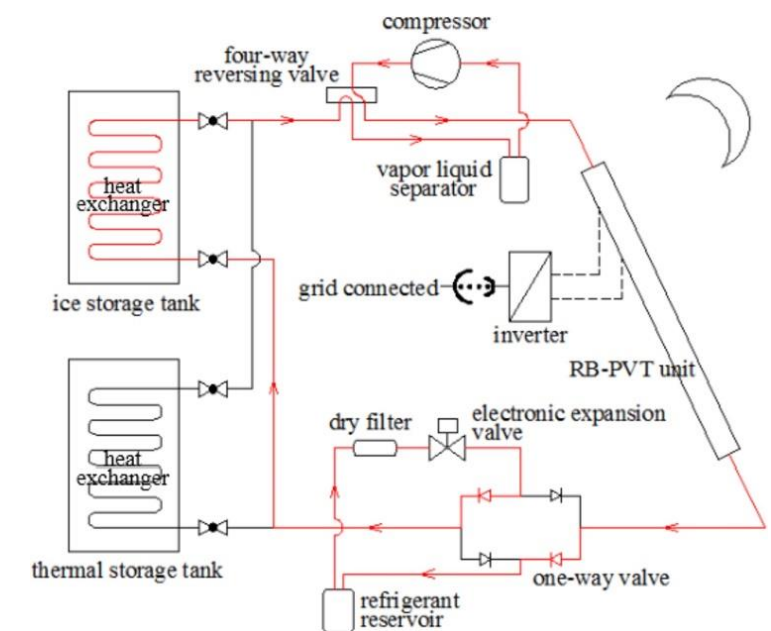 compressor
four-way
reversing valve
heat
exchanger
vapor liquid
separator
ice storage tank
grid connected
inverter
RB-PVT unit
dry filter
electronic expansion
valve
heat
exchanger
thermal storage tank
one-way valve
refrigerant
reservoir